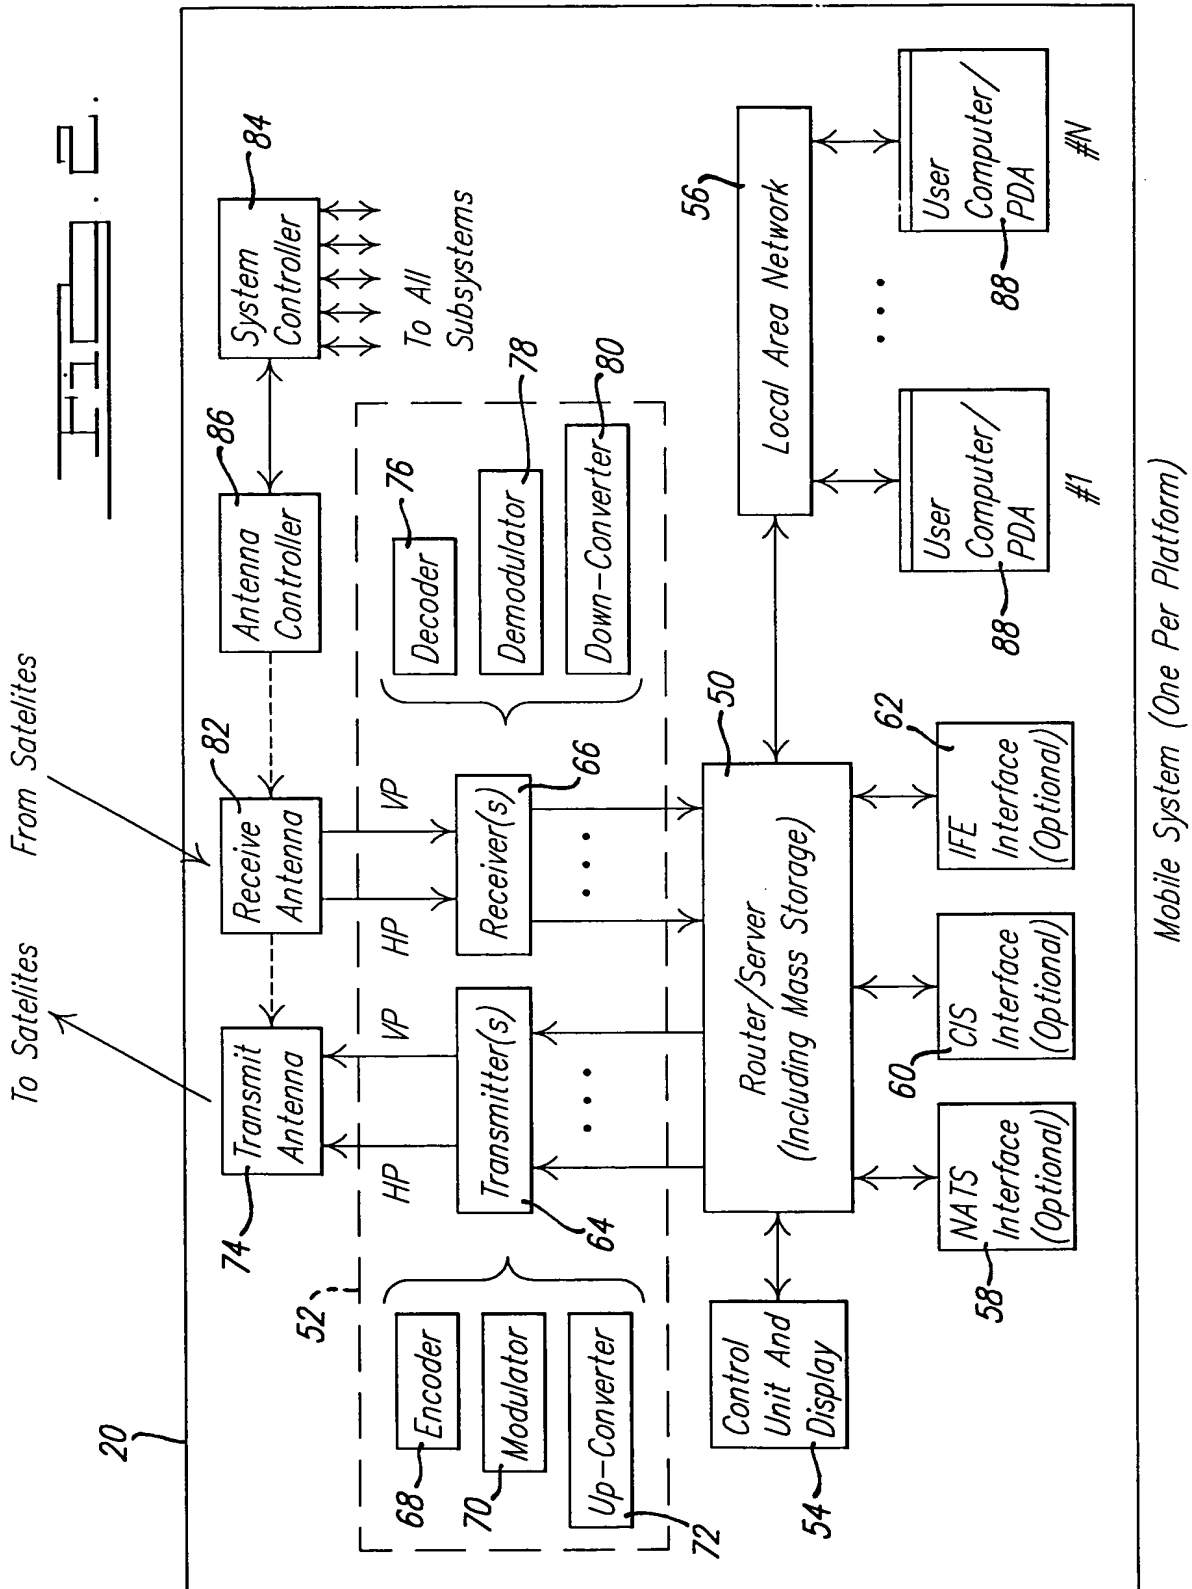 Fig. 2.
20
To Satelites
From Satelites
74
Transmit
Antenna
82
Receive
Antenna
86
Antenna
Controller
84
System
Controller
To All
Subsystems
52
HP
VP
HP
VP
68
Encoder
70
Modulator
72
Up-Converter
Transmitter(s)
64
Receiver(s)
66
76
Decoder
78
Demodulator
80
Down-Converter
54
Control
Unit And
Display
50
Router/Server
(Including Mass Storage)
56
Local Area Network
58
NATS
Interface
(Optional)
60
CIS
Interface
(Optional)
62
IFE
Interface
(Optional)
88
User
Computer/
PDA
#1
88
User
Computer/
PDA
#N
Mobile System (One Per Platform)